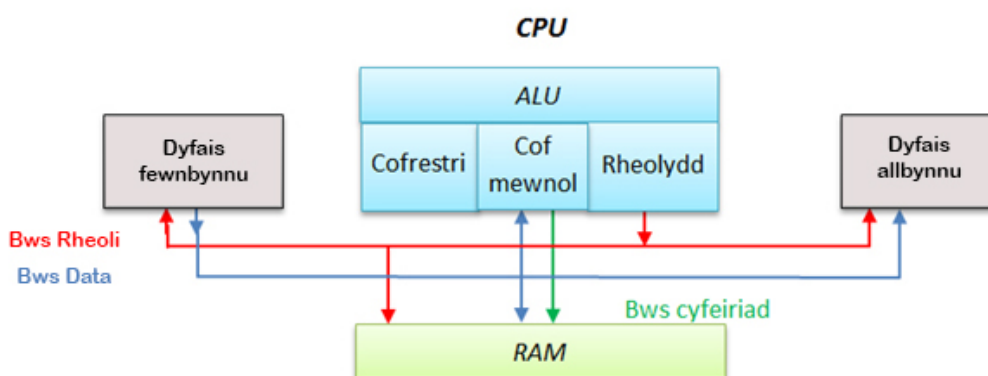 CPU
ALU
Dyfais
fewnbynnu
Cofrestri
Cof
mewnol
Rheolydd
Dyfais
allbynnu
Bws Rheoli
Bws Data
Bws cyfeiriad
RAM